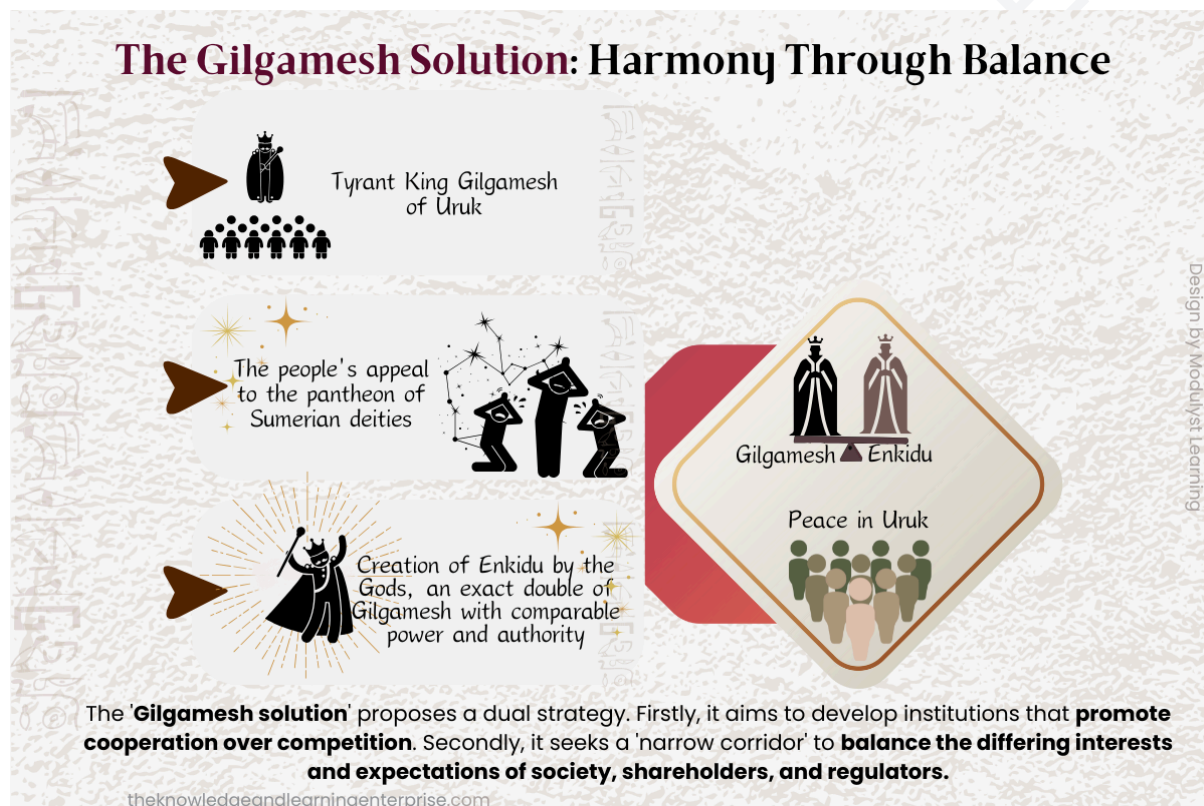 The Gilgamesh Solution: Harmony Through Balance
Tyrant King Gilgamesh
of Uruk
The people's appeal
to the pantheon of
Sumerian deities
Creation of Enkidu by the
Gods, an exact double of
Gilgamesh with comparable
power and authority
Gilgamesh Enkidu
Peace in Uruk
The 'Gilgamesh solution' proposes a dual strategy. Firstly, it aims to develop institutions that promote
cooperation over competition. Secondly, it seeks a 'narrow corridor' to balance the differing interests
and expectations of society, shareholders, and regulators.
theknowledgeandlearningenterprise.com
Design by Modulyst Learning